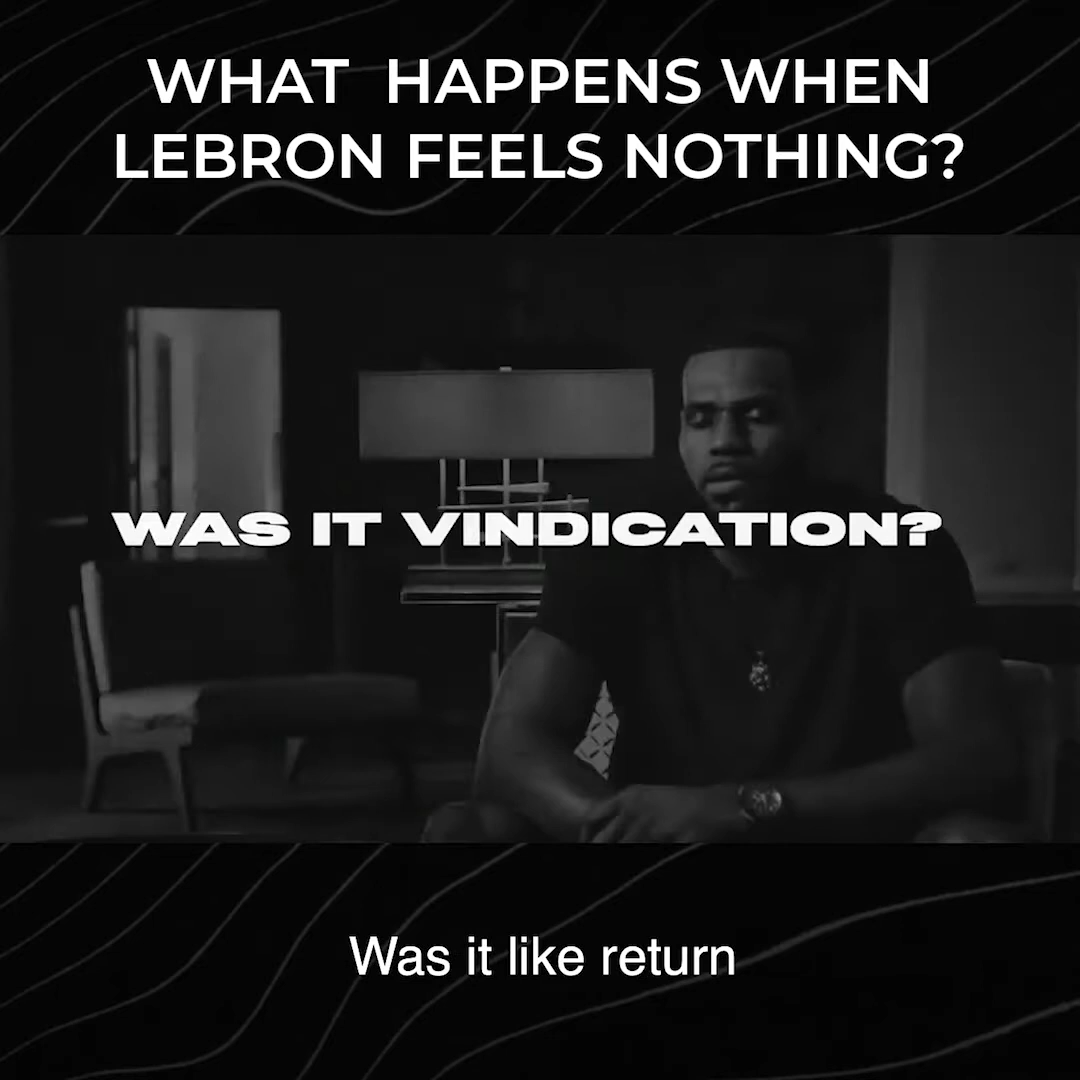 WHAT HAPPENS WHEN
LEBRON FEELS NOTHING?
WAS IT VINDICATION?
Was it like return